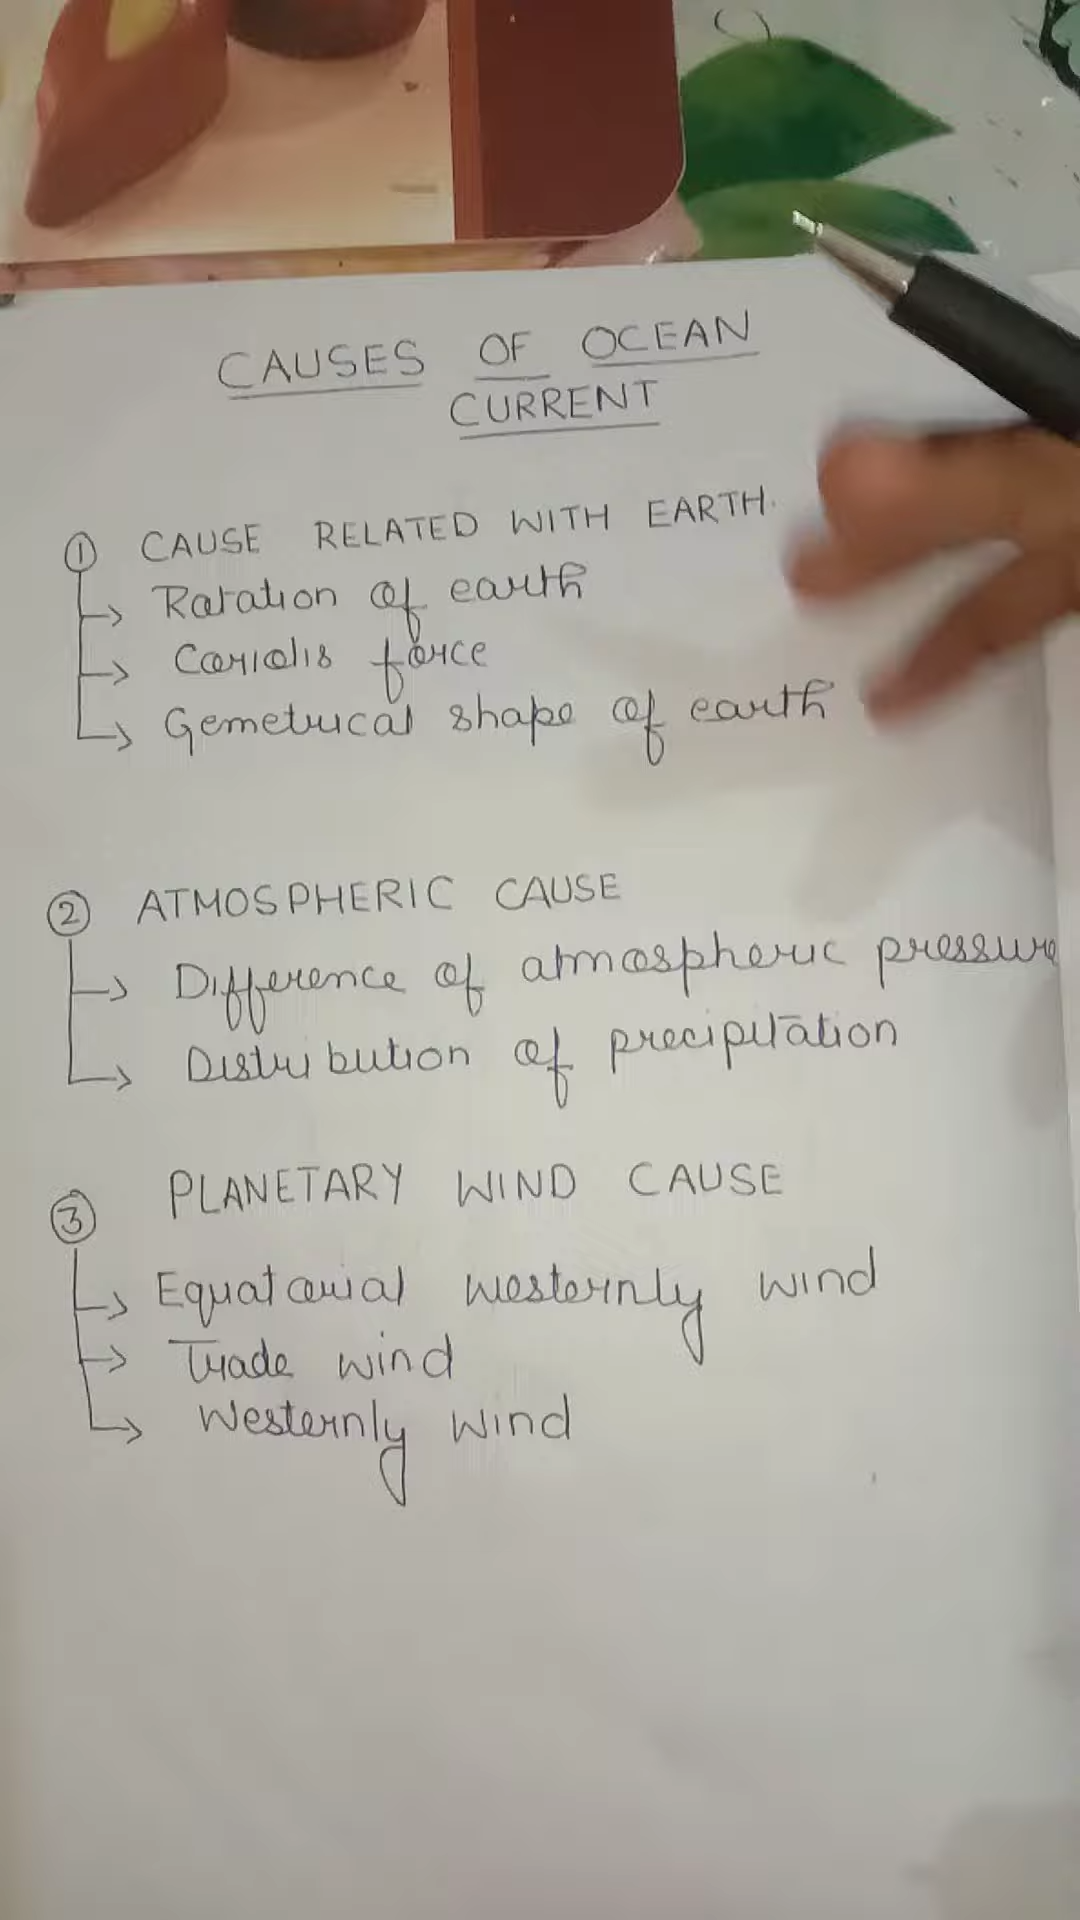 CAUSES OF OCEAN
CURRENT
① CAUSE RELATED WITH EARTH.
→ Rotation of earth
→ Coriolis force
→ Gemetrical shape of earth
② ATMOSPHERIC CAUSE
→ Difference of atmospheric pressure
→ Distribution of precipitation
③ PLANETARY WIND CAUSE
→ Equatorial westernly wind
→ Trade wind
→ Westernly wind